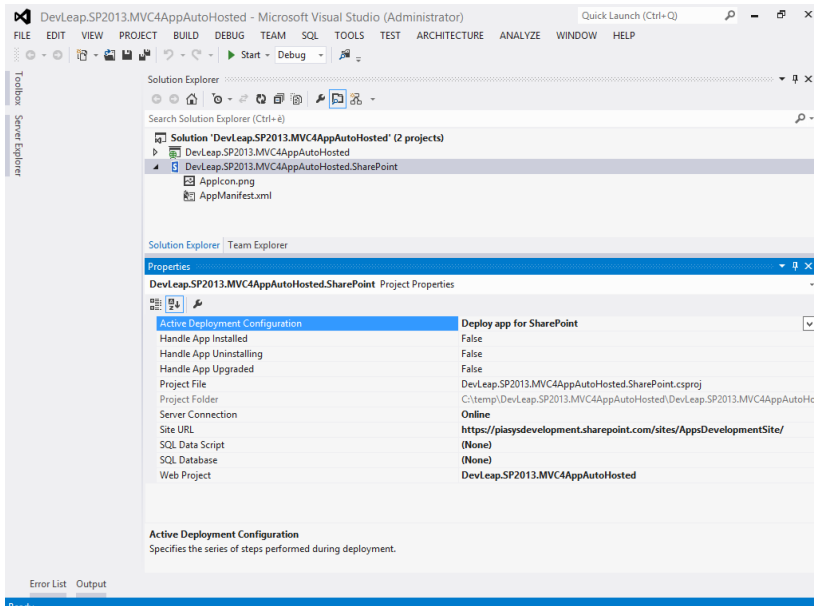 DevLeap.SP2013.MVC4AppAutoHosted - Microsoft Visual Studio (Administrator)
Quick Launch (Ctrl+Q)
FILE EDIT VIEW PROJECT BUILD DEBUG TEAM SQL TOOLS TEST ARCHITECTURE ANALYZE WINDOW HELP
Start Debug
Toolbox
Server Explorer
Solution Explorer
Search Solution Explorer (Ctrl+è)
Solution 'DevLeap.SP2013.MVC4AppAutoHosted' (2 projects)
DevLeap.SP2013.MVC4AppAutoHosted
DevLeap.SP2013.MVC4AppAutoHosted.SharePoint
AppIcon.png
AppManifest.xml
Solution Explorer Team Explorer
Properties
DevLeap.SP2013.MVC4AppAutoHosted.SharePoint Project Properties
Active Deployment Configuration Deploy app for SharePoint
Handle App Installed False
Handle App Uninstalling False
Handle App Upgraded False
Project File DevLeap.SP2013.MVC4AppAutoHosted.SharePoint.csproj
Project Folder C:\temp\DevLeap.SP2013.MVC4AppAutoHosted\DevLeap.SP2013.MVC4AppAutoHo
Server Connection Online
Site URL https://piasysdevelopment.sharepoint.com/sites/AppsDevelopmentSite/
SQL Data Script (None)
SQL Database (None)
Web Project DevLeap.SP2013.MVC4AppAutoHosted
Active Deployment Configuration
Specifies the series of steps performed during deployment.
Error List Output